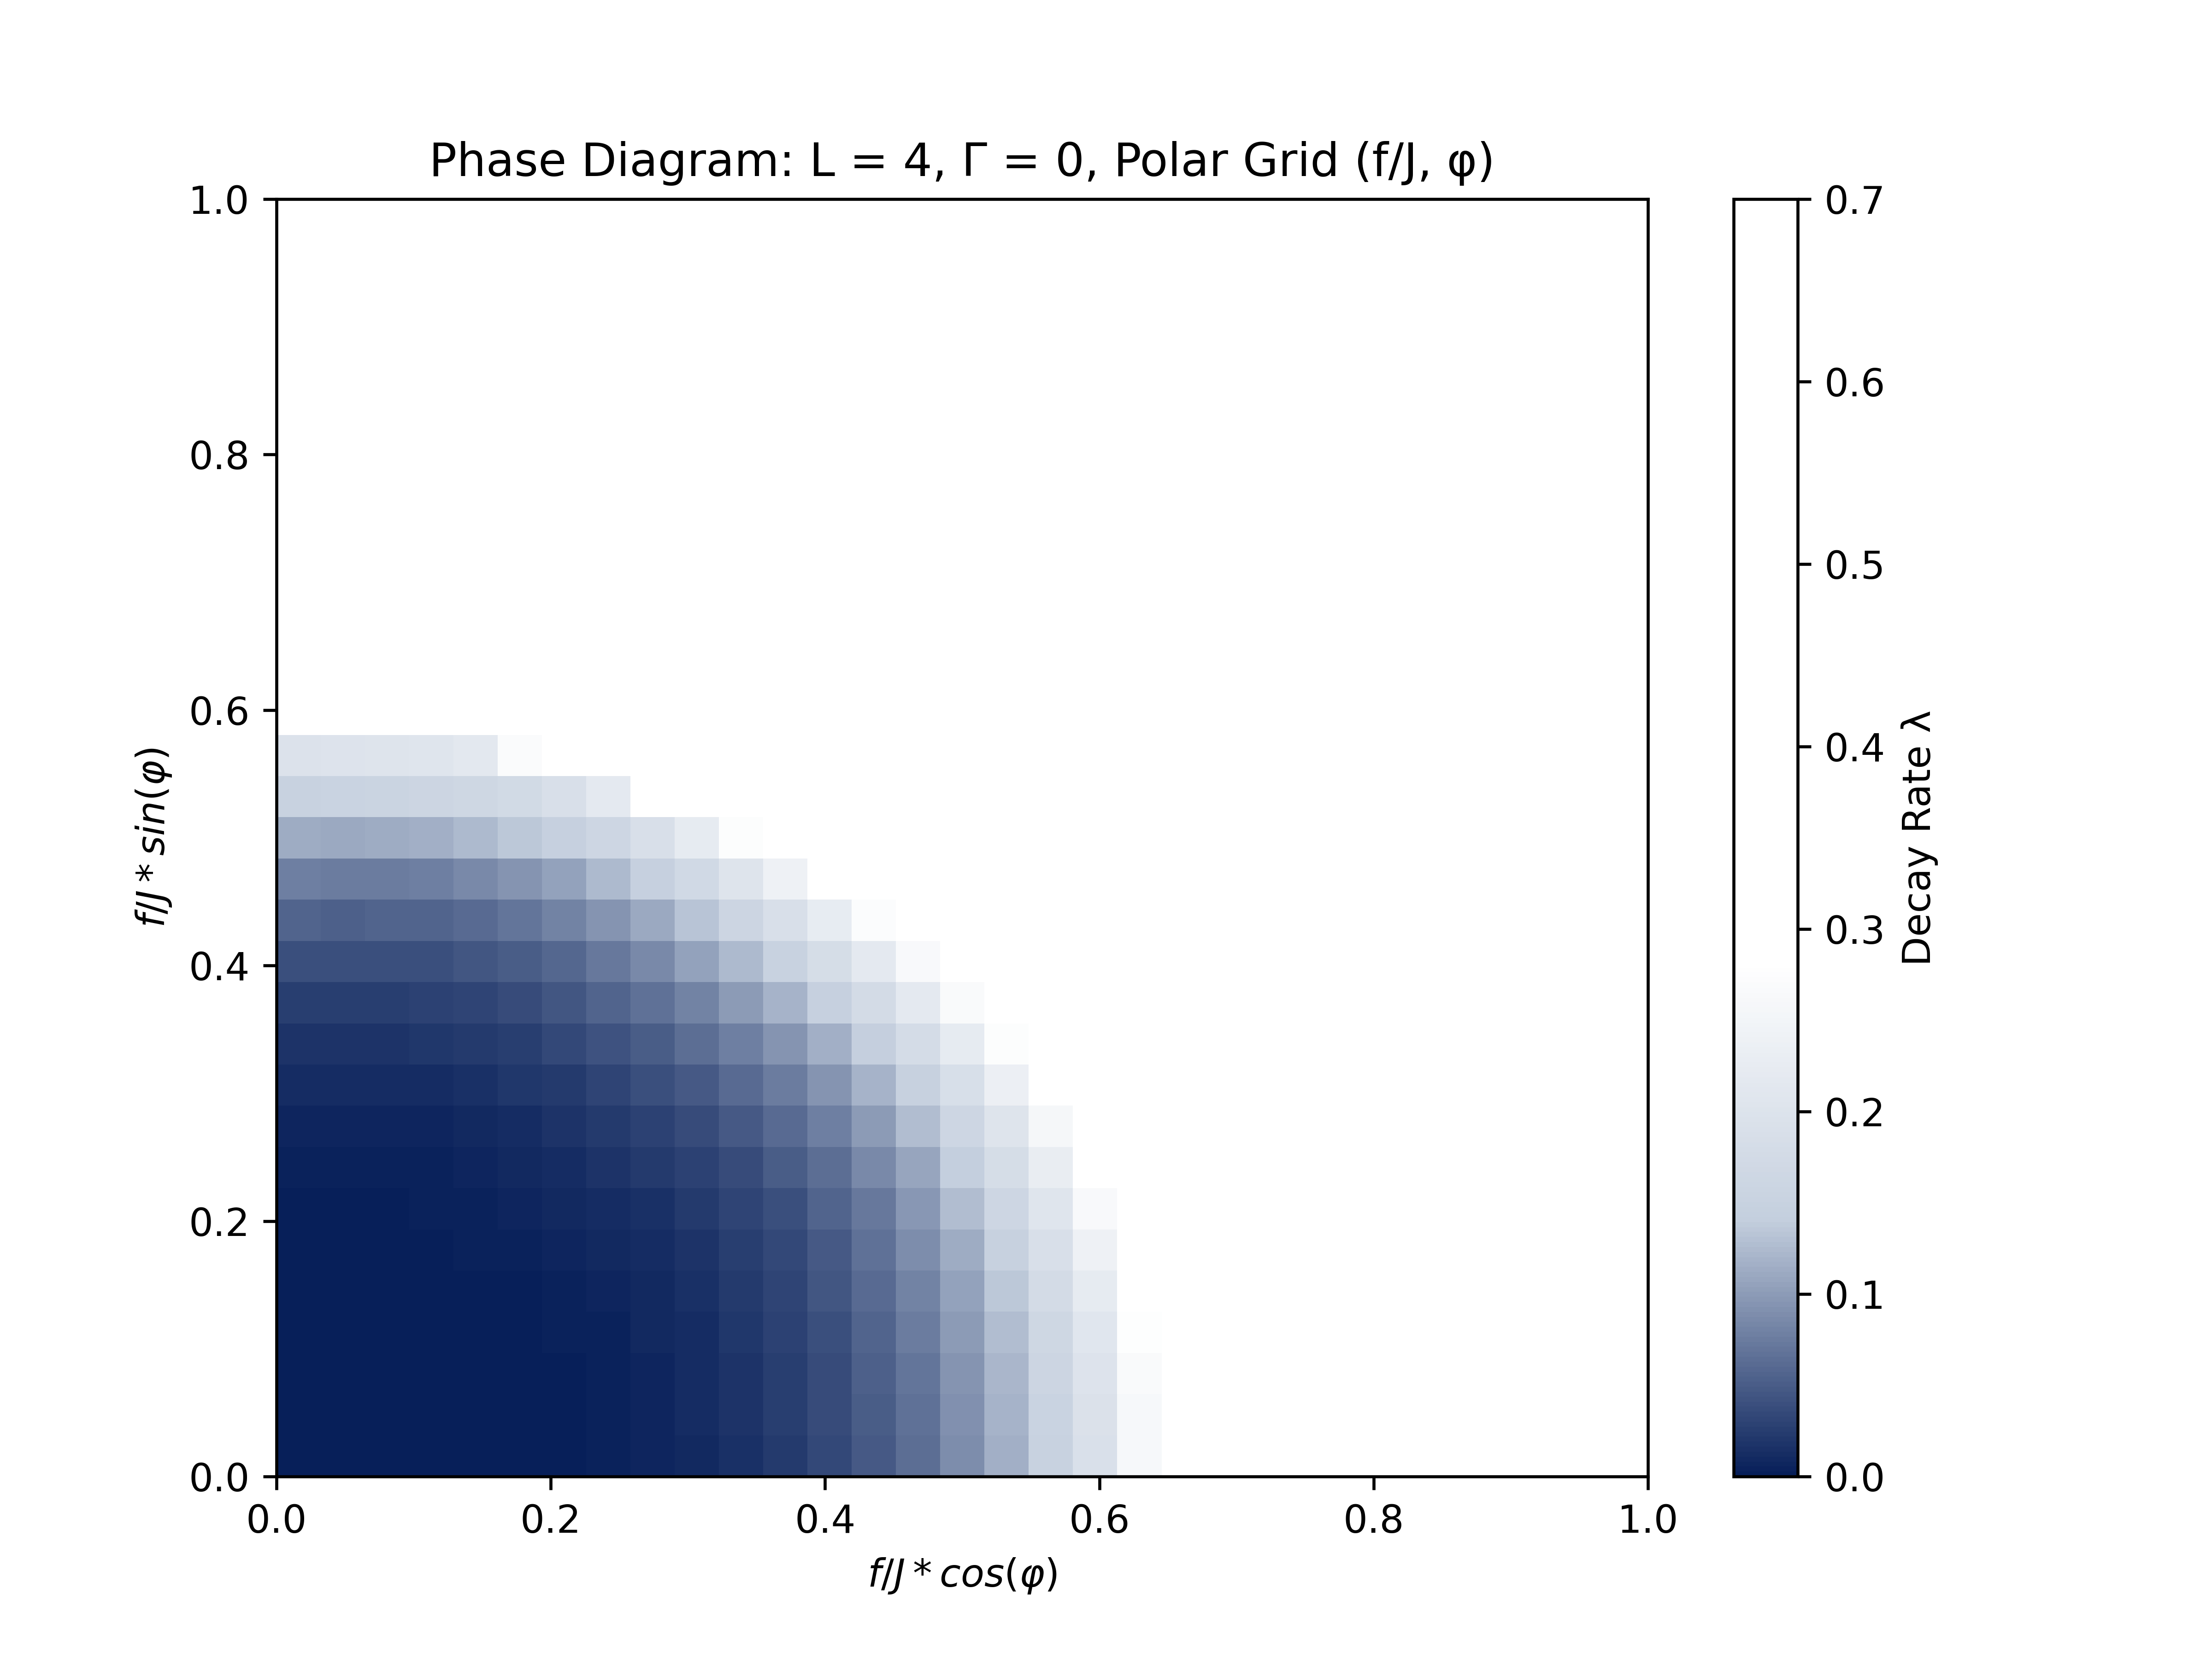 Phase Diagram: L = 4, Γ = 0, Polar Grid (f/J, φ)
1.0
0.8
0.6
0.4
0.2
0.0
f/J * sin(φ)
0.0 0.2 0.4 0.6 0.8 1.0
f/J * cos(φ)
0.7
0.6
0.5
0.4
0.3
0.2
0.1
0.0
Decay Rate λ